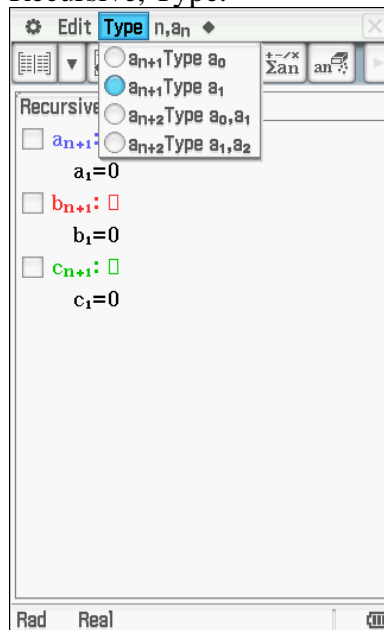 Recursive, Type.
Edit Type n,aₙ ◆
aₙ₊₁Type a₀
aₙ₊₁Type a₁
aₙ₊₂Type a₀,a₁
aₙ₊₂Type a₁,a₂
+-/×
Σan an
Recursive
aₙ₊₁:
a₁=0
bₙ₊₁: □
b₁=0
cₙ₊₁: □
c₁=0
Rad Real